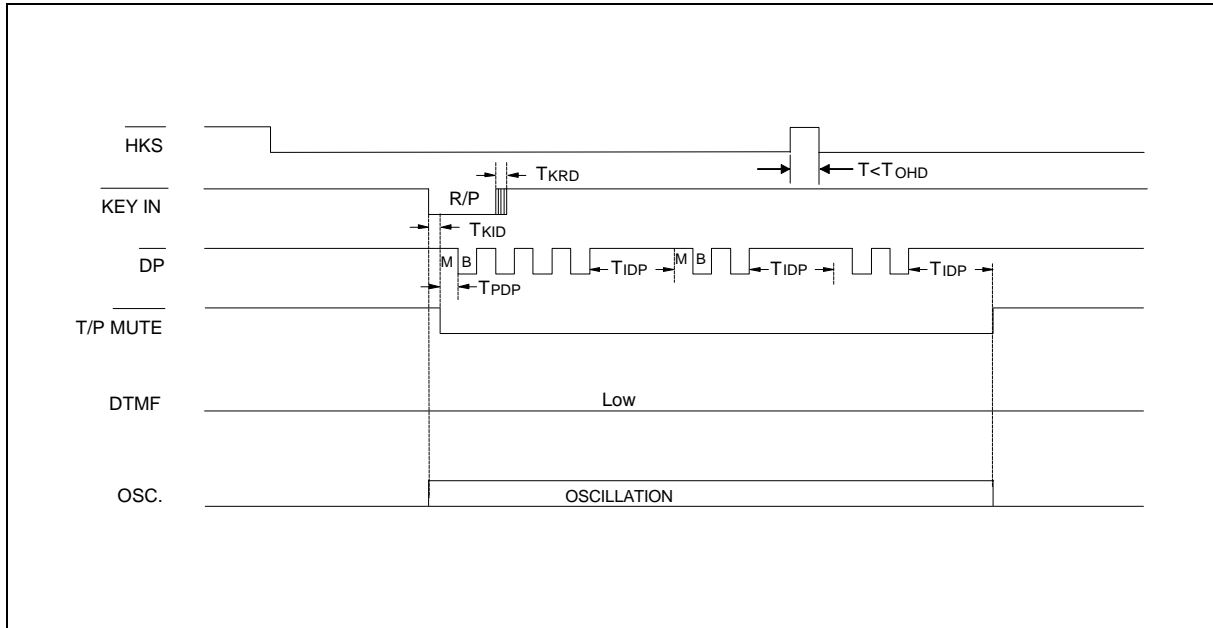 HKS
T<TOHD
TKRD
R/P
KEY IN
TKID
DP
M B
TIDP
M B
TIDP
TIDP
TPDP
T/P MUTE
DTMF
Low
OSC.
OSCILLATION